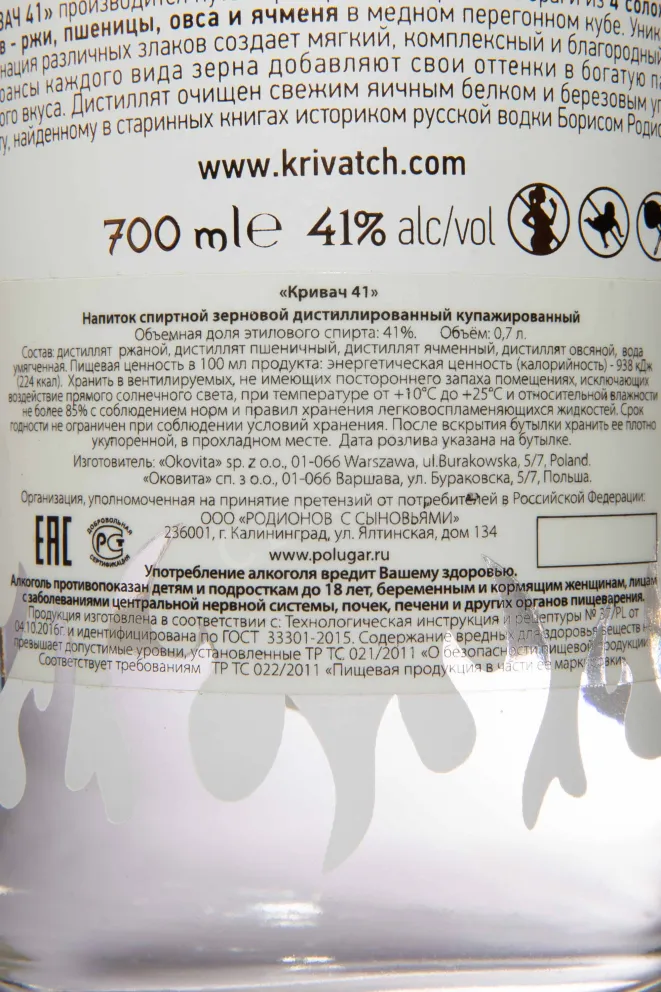 41» производится
- ржи, пшеницы, овса и ячменя в медном перегонном кубе.
различных злаков создает мягкий, комплексный и благородный
каждого вида зерна добавляют свои оттенки в богатую
вкуса. Дистиллят очищен свежим яичным белком и березовым
найденному в старинных книгах историком русской водки Борисом
www.krivatch.com
700 ml℮ 41% alc/vol
«Кривач 41»
Напиток спиртной зерновой дистиллированный купажированный
Объемная доля этилового спирта: 41%. Объём: 0,7 л.
Состав: дистиллят ржаной, дистиллят пшеничный, дистиллят ячменный, дистиллят овсяной, вода
умягченная. Пищевая ценность в 100 мл продукта: энергетическая ценность (калорийность) - 938 кДж
(224 ккал). Хранить в вентилируемых, не имеющих постороннего запаха помещениях, исключающих
воздействие прямого солнечного света, при температуре от +10°С до +25°С и относительной влажности
не более 85% с соблюдением норм и правил хранения легковоспламеняющихся жидкостей. Срок
годности не ограничен при соблюдении условий хранения. После вскрытия бутылки хранить ее плотно
укупоренной, в прохладном месте. Дата розлива указана на бутылке.
Изготовитель: «Okovita» sp. z o.o., 01-066 Warszawa, ul.Burakowska, 5/7, Poland.
«Оковита» сп. з о.о., 01-066 Варшава, ул. Бураковска, 5/7, Польша.
Организация, уполномоченная на принятие претензий от потребителей в Российской Федерации:
ООО «РОДИОНОВ С СЫНОВЬЯМИ»
236001, г. Калининград, ул. Ялтинская, дом 134
EAC
ДОБРОВОЛЬНАЯ
СЕРТИФИКАЦИЯ
www.polugar.ru
Употребление алкоголя вредит Вашему здоровью.
Алкоголь противопоказан детям и подросткам до 18 лет, беременным и кормящим женщинам, лицам
с заболеваниями центральной нервной системы, почек, печени и других органов пищеварения.
Продукция изготовлена в соответствии с: Технологическая инструкция и рецептуры № PL от
04.10.2016г. и идентифицирована по ГОСТ 33301-2015. Содержание вредных для здоровья веществ не
превышает допустимые уровни, установленные ТР ТС 021/2011 «О безопасности пищевой продукции»
Соответствует требованиям ТР ТС 022/2011 «Пищевая продукция в части ее маркировки»